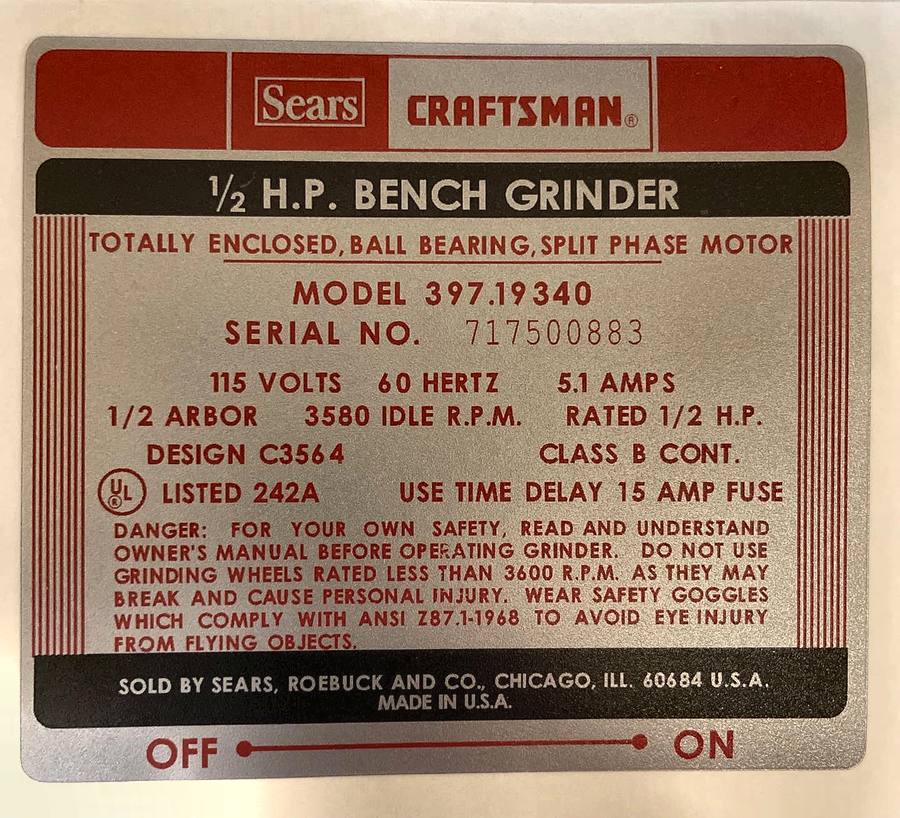 Sears CRAFTSMAN®
1/2 H.P. BENCH GRINDER
TOTALLY ENCLOSED, BALL BEARING, SPLIT PHASE MOTOR
MODEL 397.19340
SERIAL NO. 717500883
115 VOLTS 60 HERTZ 5.1 AMPS
1/2 ARBOR 3580 IDLE R.P.M. RATED 1/2 H.P.
DESIGN C3564 CLASS B CONT.
UL® LISTED 242A USE TIME DELAY 15 AMP FUSE
DANGER: FOR YOUR OWN SAFETY, READ AND UNDERSTAND
OWNER'S MANUAL BEFORE OPERATING GRINDER. DO NOT USE
GRINDING WHEELS RATED LESS THAN 3600 R.P.M. AS THEY MAY
BREAK AND CAUSE PERSONAL INJURY. WEAR SAFETY GOGGLES
WHICH COMPLY WITH ANSI Z87.1-1968 TO AVOID EYE INJURY
FROM FLYING OBJECTS.
SOLD BY SEARS, ROEBUCK AND CO., CHICAGO, ILL. 60684 U.S.A.
MADE IN U.S.A.
OFF ON